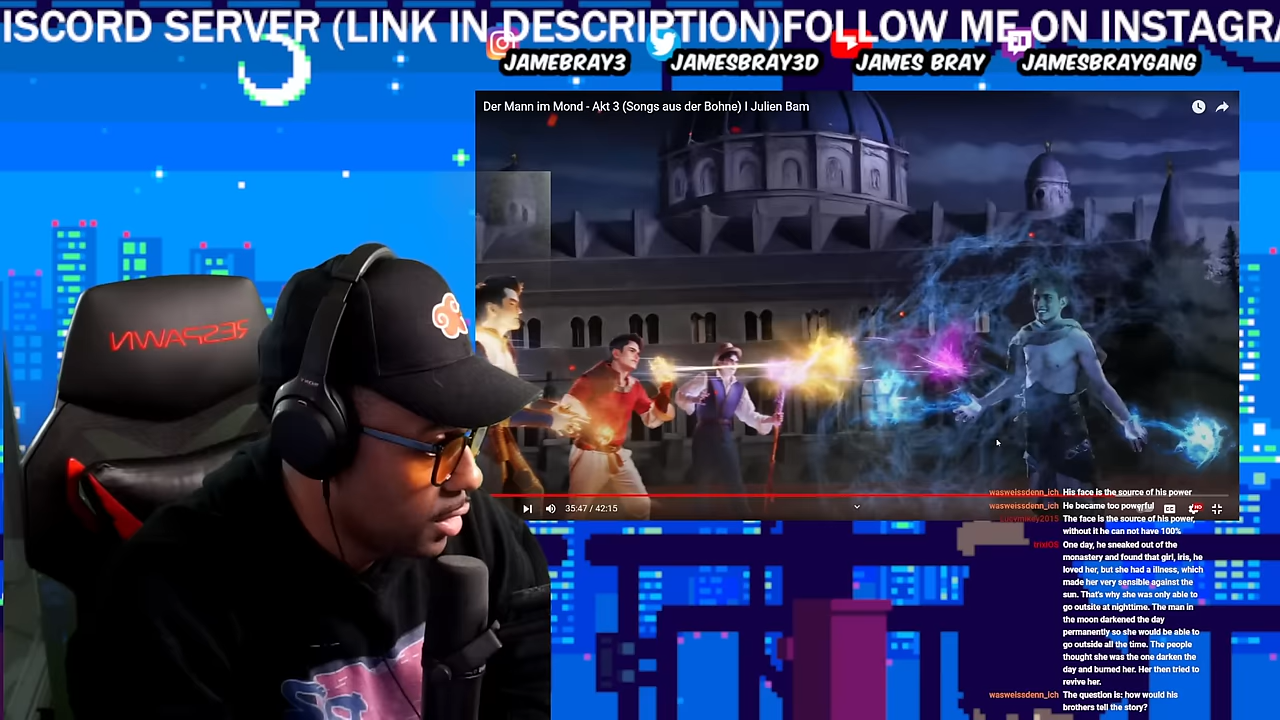 ISCORD SERVER (LINK IN DESCRIPTION)FOLLOW ME ON INSTAGRA
JAMEBRAY3
JAMESBRAY3D
JAMES BRAY
JAMESBRAYGANG
Der Mann im Mond - Akt 3 (Songs aus der Bohne) I Julien Bam
RESPAWN
35:47 / 42:15
wasweissdenn_ich His face is the source of his power
wasweissdenn_ich He became too powerfull
The face is the source of his power,
without it he can not have 100%
One day, he sneaked out of the
monastery and found that girl, iris, he
loved her, but she had a illness, which
made her very sensible against the
sun. That's why she was only able to
go outsite at nighttime. The man in
the moon darkened the day
permanently so she would be able to
go outside all the time. The people
thought she was the one darken the
day and burned her. Her then tried to
revive her.
wasweissdenn_ich The question is: how would his
brothers tell the story?